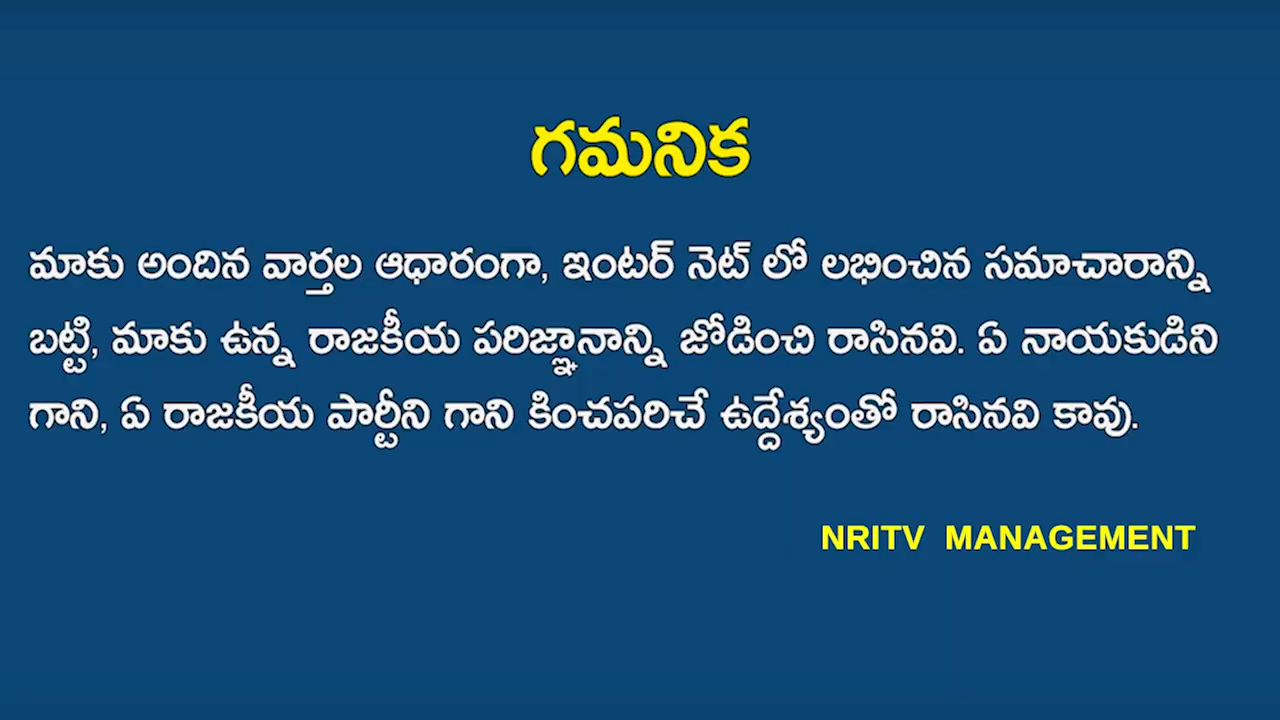 గమనిక
మాకు అందిన వార్తల ఆధారంగా, ఇంటర్ నెట్ లో లభించిన సమాచారాన్ని
బట్టి, మాకు ఉన్న రాజకీయ పరిజ్ఞానాన్ని జోడించి రాసినవి. ఏ నాయకుడిని
గాని, ఏ రాజకీయ పార్టీని గాని కించపరిచే ఉద్దేశ్యంతో రాసినవి కావు.
NRITV MANAGEMENT